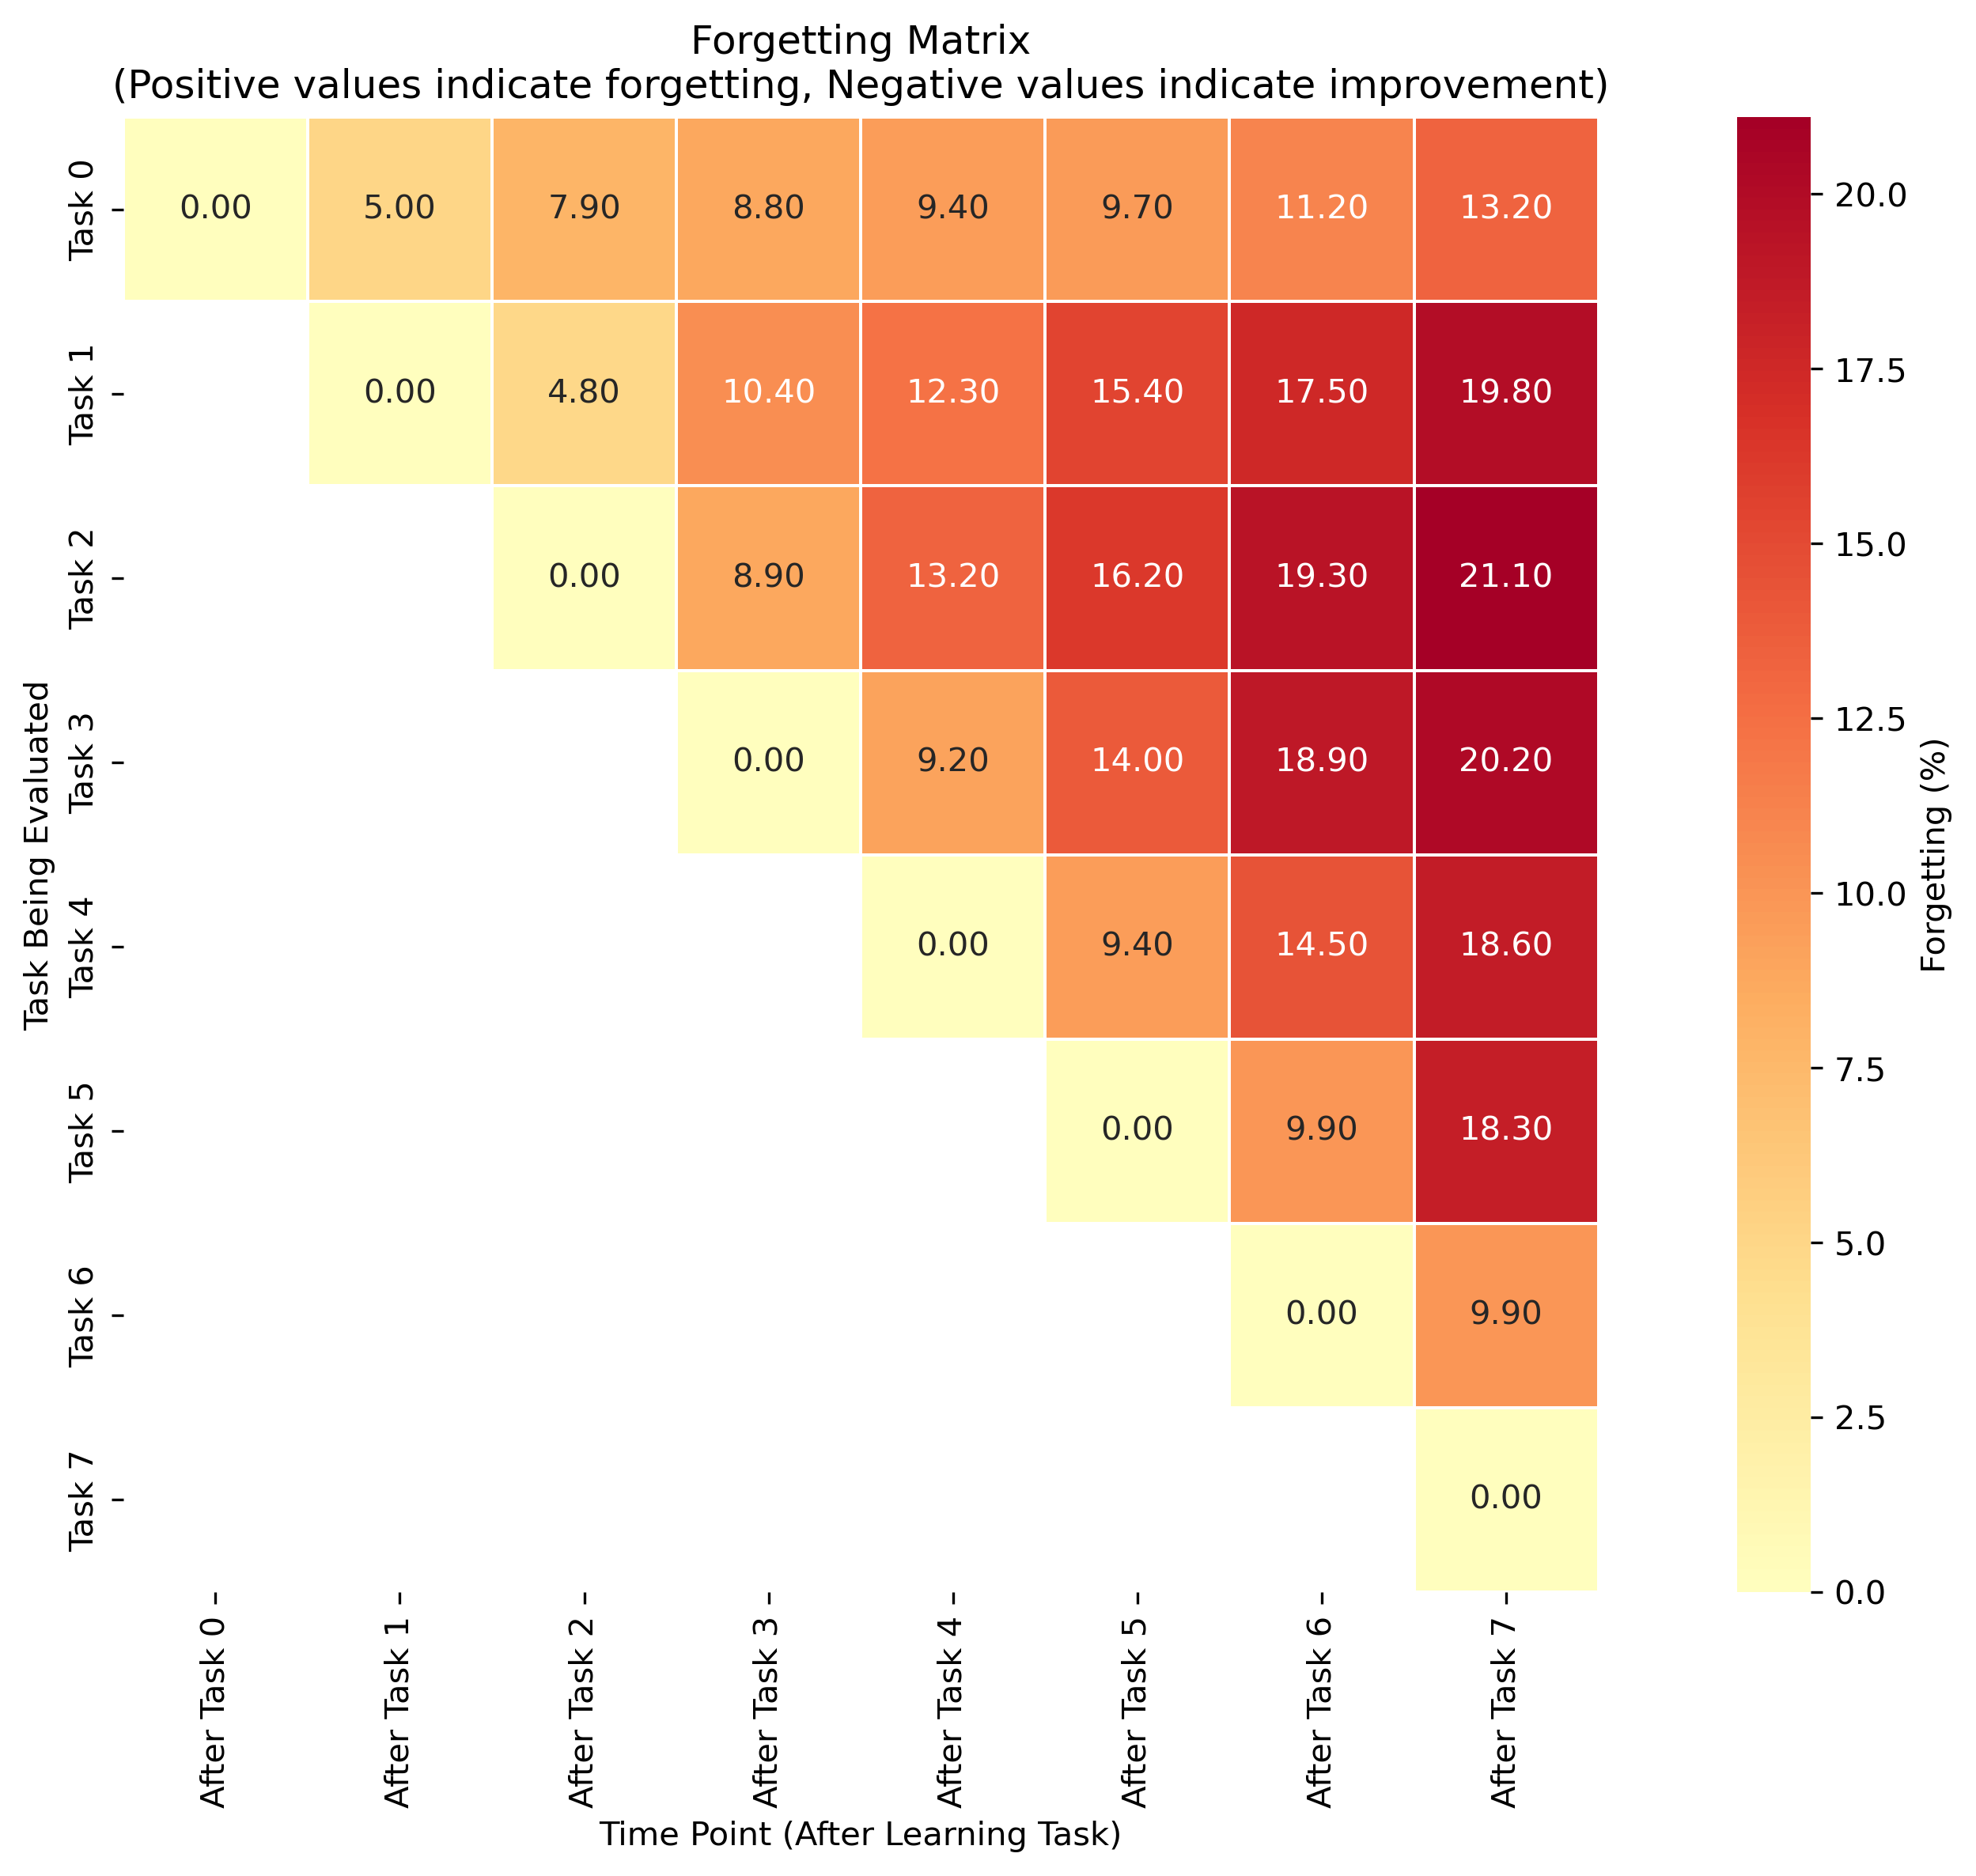 Forgetting Matrix
(Positive values indicate forgetting, Negative values indicate improvement)
Task Being Evaluated
Task 0 0.00 5.00 7.90 8.80 9.40 9.70 11.20 13.20
Task 1 0.00 4.80 10.40 12.30 15.40 17.50 19.80
Task 2 0.00 8.90 13.20 16.20 19.30 21.10
Task 3 0.00 9.20 14.00 18.90 20.20
Task 4 0.00 9.40 14.50 18.60
Task 5 0.00 9.90 18.30
Task 6 0.00 9.90
Task 7 0.00
After Task 0 After Task 1 After Task 2 After Task 3 After Task 4 After Task 5 After Task 6 After Task 7
Time Point (After Learning Task)
20.0
17.5
15.0
12.5
10.0
7.5
5.0
2.5
0.0
Forgetting (%)